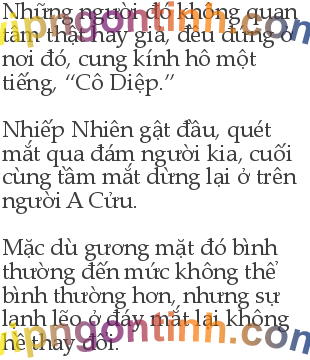 Những người đó không quan
tâm thật hay giả, đều đứng ở
nơi đó, cung kính hô một
tiếng, “Cô Diệp.”
Nhiếp Nhiên gật đầu, quét
mắt qua đám người kia, cuối
cùng tầm mắt dừng lại ở trên
người A Cửu.
Mặc dù gương mặt đó bình
thường đến mức không thể
bình thường hơn, nhưng sự
lạnh lẽo ở đáy mắt lại không
hề thay đổi.
vipngontinh.com
vipngontinh.com